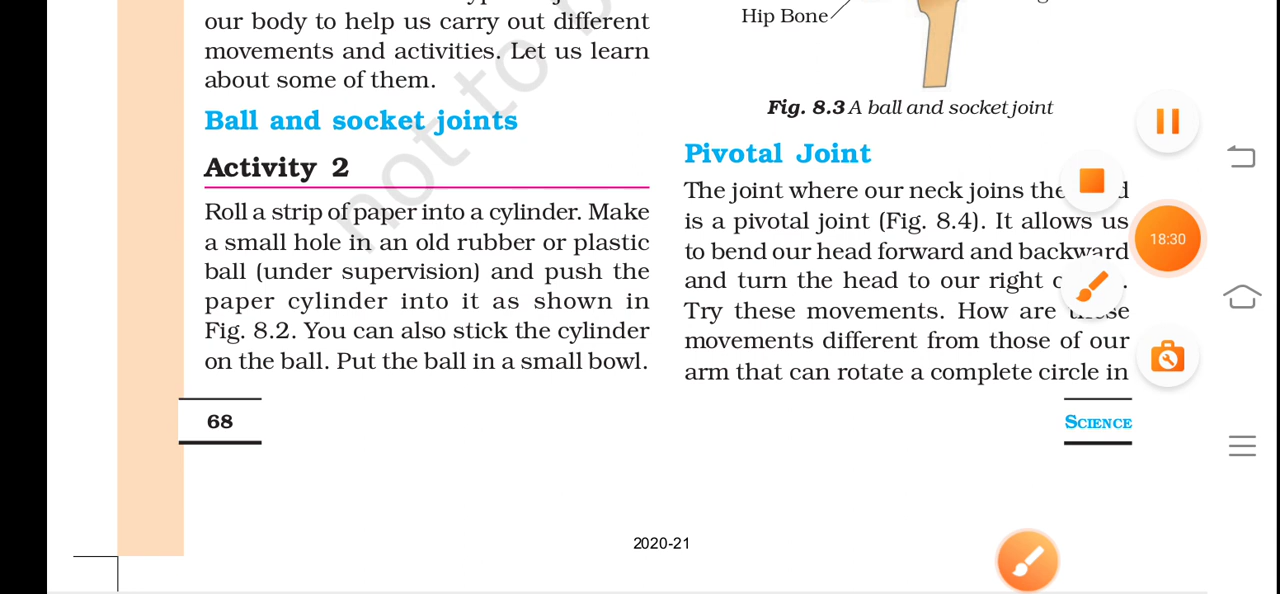 our body to help us carry out different
movements and activities. Let us learn
about some of them.
Ball and socket joints
Activity 2
Roll a strip of paper into a cylinder. Make
a small hole in an old rubber or plastic
ball (under supervision) and push the
paper cylinder into it as shown in
Fig. 8.2. You can also stick the cylinder
on the ball. Put the ball in a small bowl.
68
Hip Bone
Fig. 8.3 A ball and socket joint
Pivotal Joint
The joint where our neck joins the
is a pivotal joint (Fig. 8.4). It allows us
to bend our head forward and backward
and turn the head to our right
Try these movements. How are these
movements different from those of our
arm that can rotate a complete circle in
SCIENCE
2020-21
not to
18:30